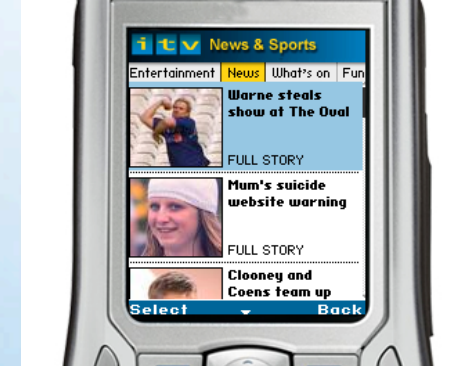 itv News & Sports
Entertainment News What's on Fun
Warne steals
show at The Oval
FULL STORY
Mum's suicide
website warning
FULL STORY
Clooney and
Coens team up
Select Back